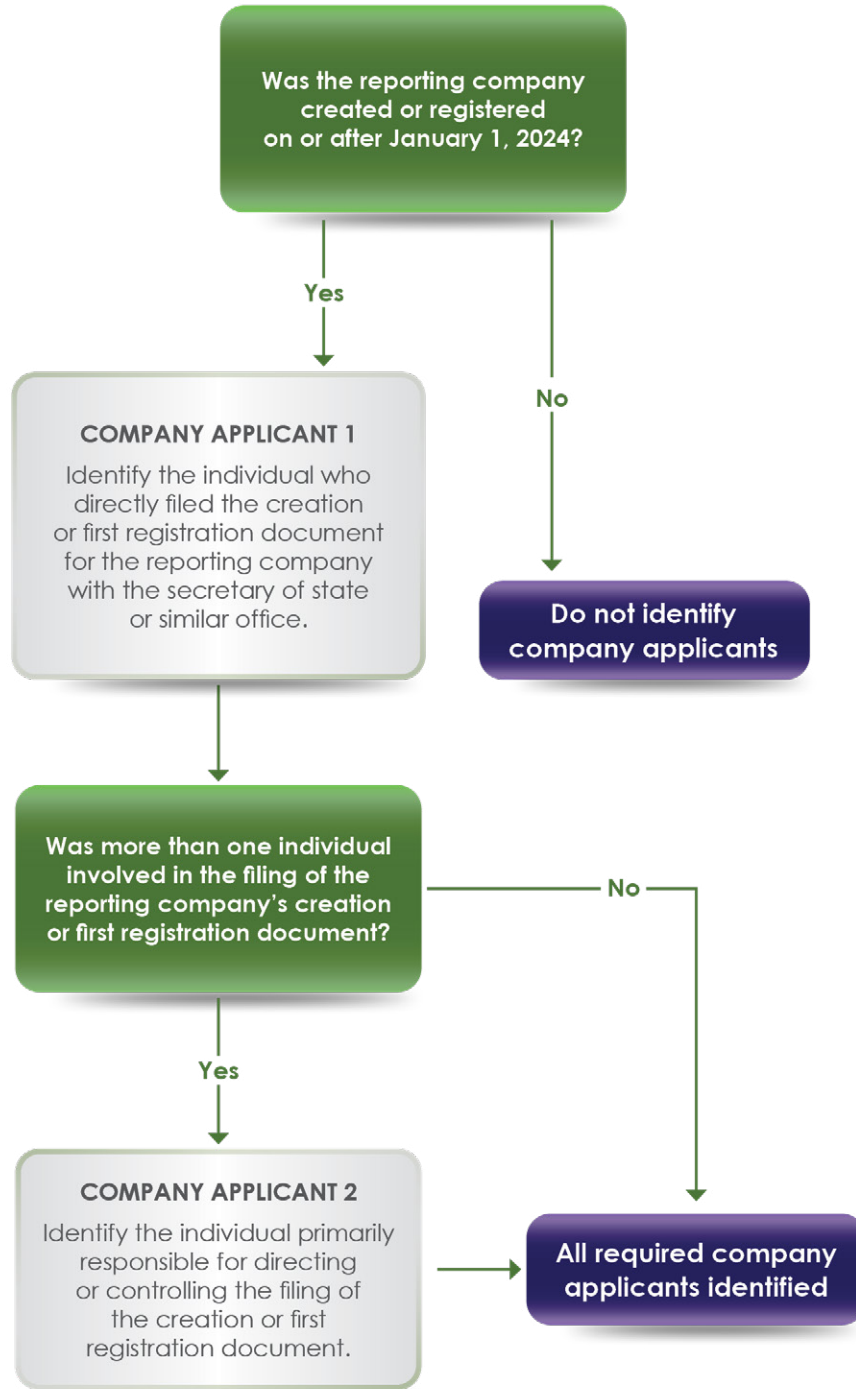 Was the reporting company
created or registered
on or after January 1, 2024?
Yes
No
COMPANY APPLICANT 1
Identify the individual who
directly filed the creation
or first registration document
for the reporting company
with the secretary of state
or similar office.
Do not identify
company applicants
Was more than one individual
involved in the filing of the
reporting company’s creation
or first registration document?
No
Yes
COMPANY APPLICANT 2
Identify the individual primarily
responsible for directing
or controlling the filing of
the creation or first
registration document.
All required company
applicants identified